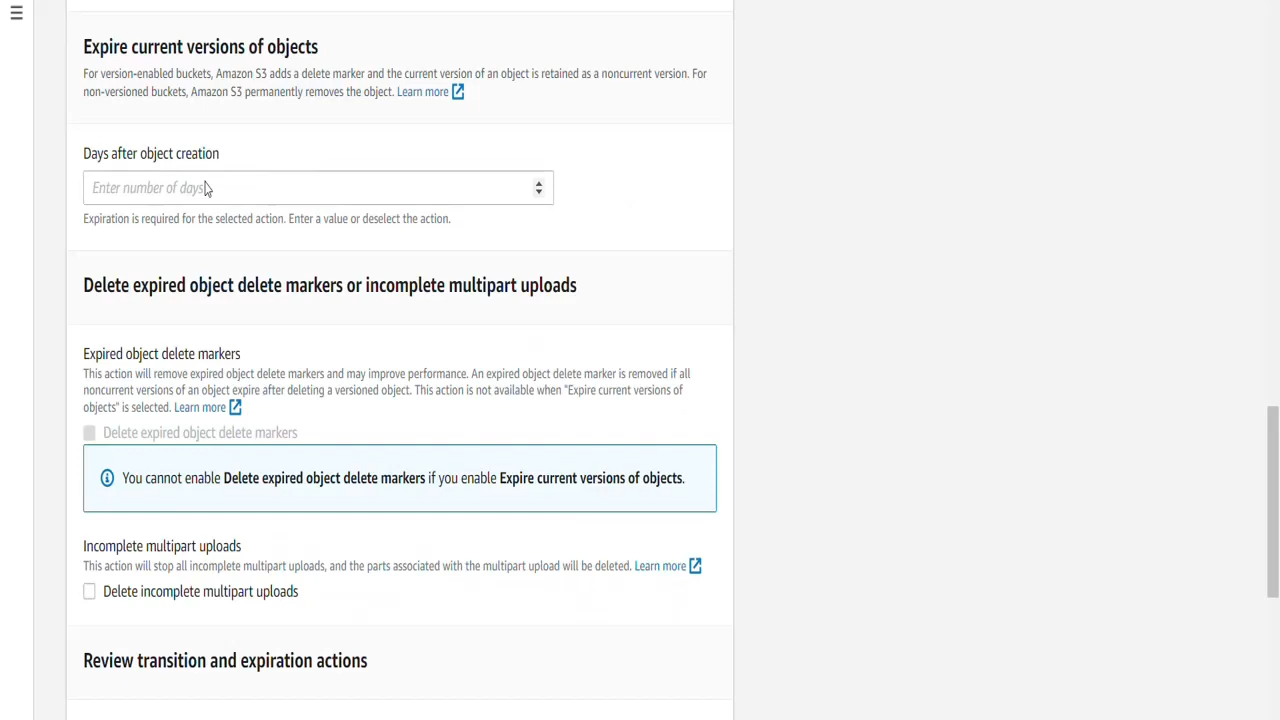 Expire current versions of objects
For version-enabled buckets, Amazon S3 adds a delete marker and the current version of an object is retained as a noncurrent version. For
non-versioned buckets, Amazon S3 permanently removes the object. Learn more
Days after object creation
Enter number of days
Expiration is required for the selected action. Enter a value or deselect the action.
Delete expired object delete markers or incomplete multipart uploads
Expired object delete markers
This action will remove expired object delete markers and may improve performance. An expired object delete marker is removed if all
noncurrent versions of an object expire after deleting a versioned object. This action is not available when "Expire current versions of
objects" is selected. Learn more
Delete expired object delete markers
You cannot enable Delete expired object delete markers if you enable Expire current versions of objects.
Incomplete multipart uploads
This action will stop all incomplete multipart uploads, and the parts associated with the multipart upload will be deleted. Learn more
Delete incomplete multipart uploads
Review transition and expiration actions